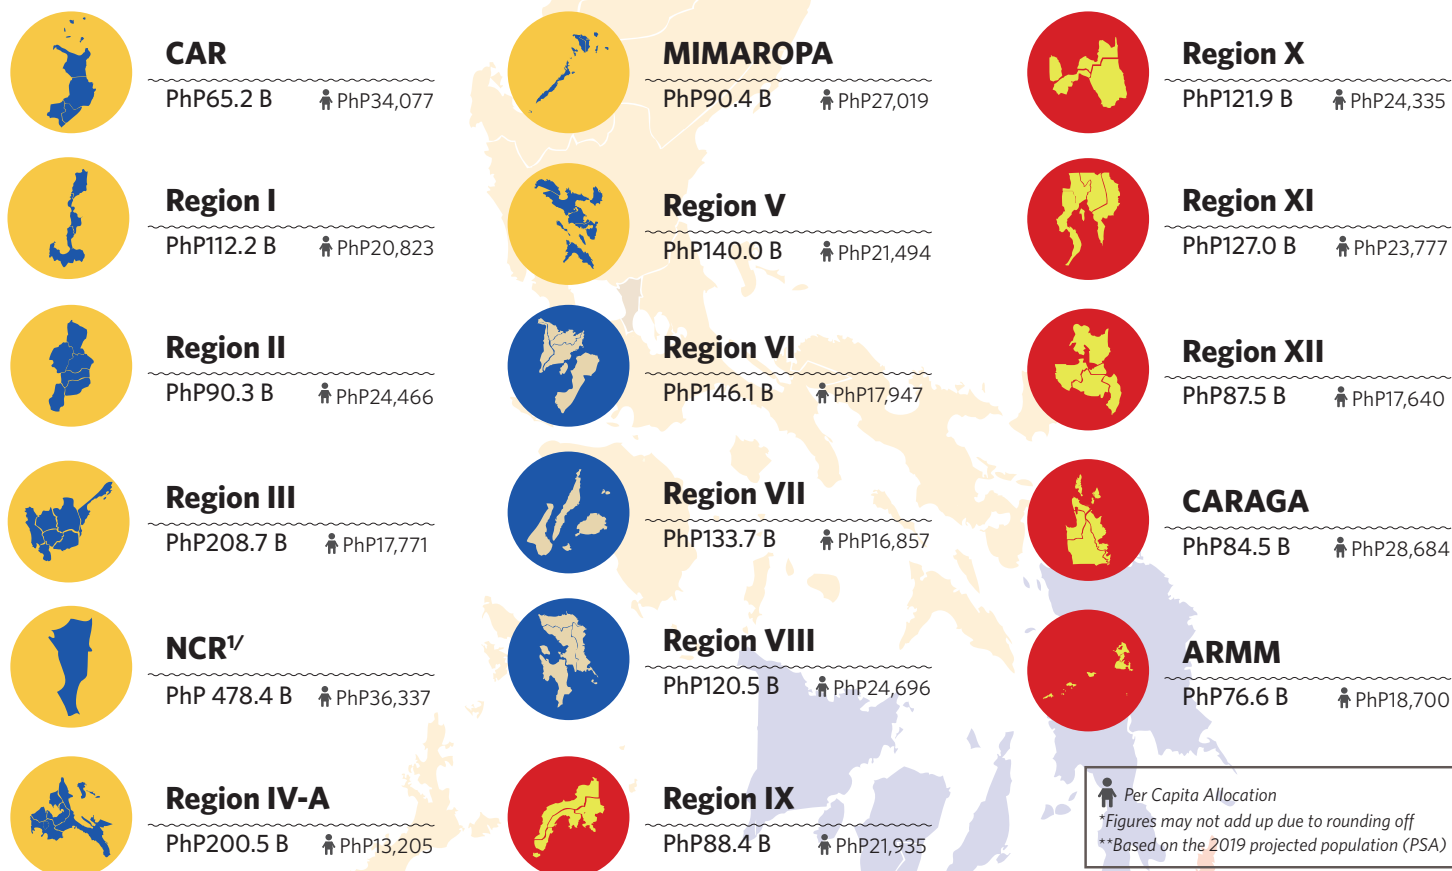 CAR
PhP65.2 B PhP34,077
Region I
PhP112.2 B PhP20,823
Region II
PhP90.3 B PhP24,466
Region III
PhP208.7 B PhP17,771
NCR1/
PhP 478.4 B PhP36,337
Region IV-A
PhP200.5 B PhP13,205
MIMAROPA
PhP90.4 B PhP27,019
Region V
PhP140.0 B PhP21,494
Region VI
PhP146.1 B PhP17,947
Region VII
PhP133.7 B PhP16,857
Region VIII
PhP120.5 B PhP24,696
Region IX
PhP88.4 B PhP21,935
Region X
PhP121.9 B PhP24,335
Region XI
PhP127.0 B PhP23,777
Region XII
PhP87.5 B PhP17,640
CARAGA
PhP84.5 B PhP28,684
ARMM
PhP76.6 B PhP18,700
Per Capita Allocation
*Figures may not add up due to rounding off
**Based on the 2019 projected population (PSA)